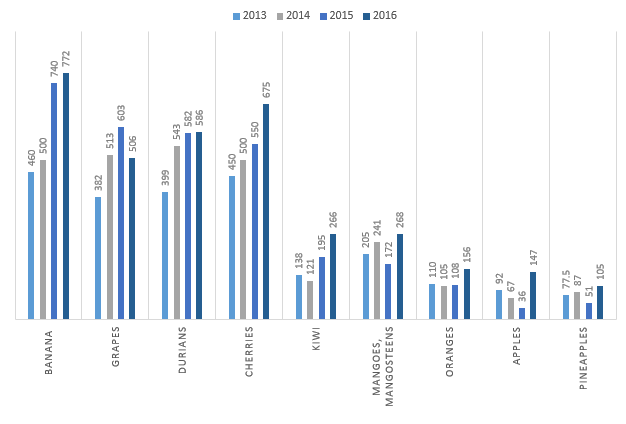 2013 2014 2015 2016
460 500 740 772
382 513 603 506
399 543 582 586
450 500 550 675
138 121 195 266
205 241 172 268
110 105 108 156
92 67 36 147
77.5 87 51 105
BANANA
GRAPES
DURIANS
CHERRIES
KIWI
MANGOES,
MANGOSTEENS
ORANGES
APPLES
PINEAPPLES